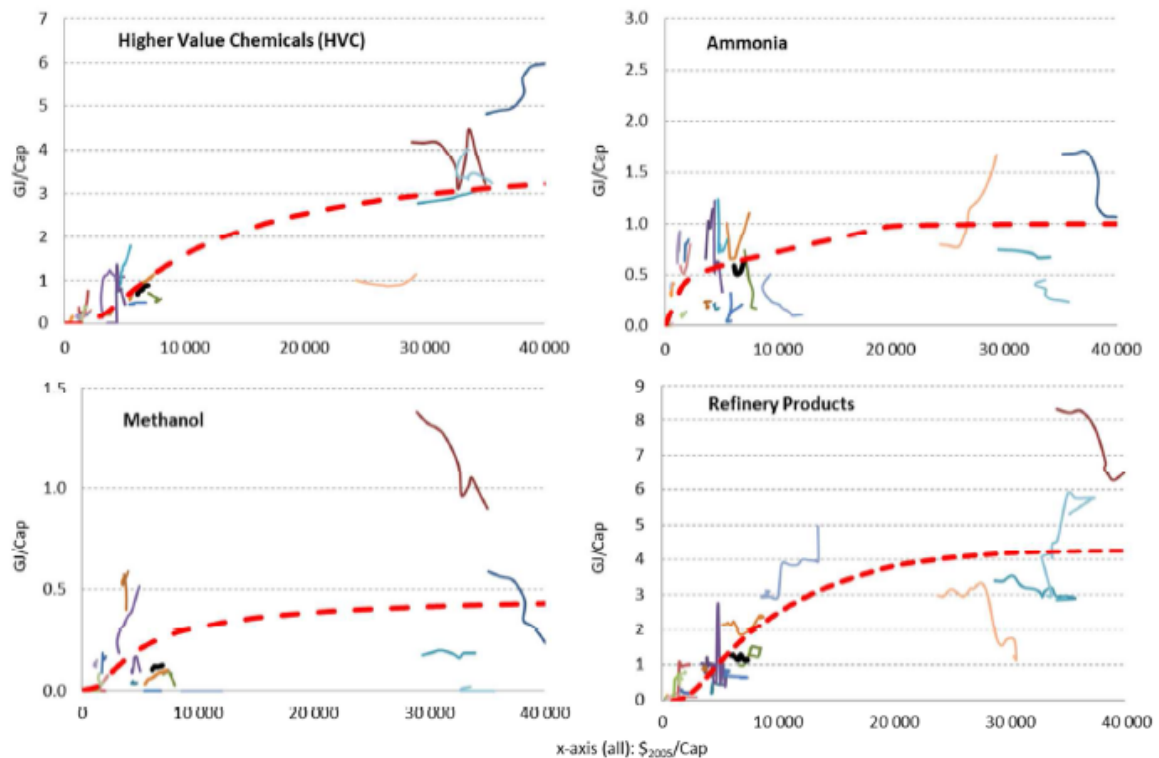 Higher Value Chemicals (HVC)
GJ/Cap
7
6
5
4
3
2
1
0
0 10 000 20 000 30 000 40 000
Ammonia
GJ/Cap
3.0
2.5
2.0
1.5
1.0
0.5
0.0
0 10 000 20 000 30 000 40 000
Methanol
GJ/Cap
1.5
1.0
0.5
0.0
0 10 000 20 000 30 000 40 000
Refinery Products
GJ/Cap
9
8
7
6
5
4
3
2
1
0
0 10 000 20 000 30 000 40 000
x-axis (all): $2005/Cap